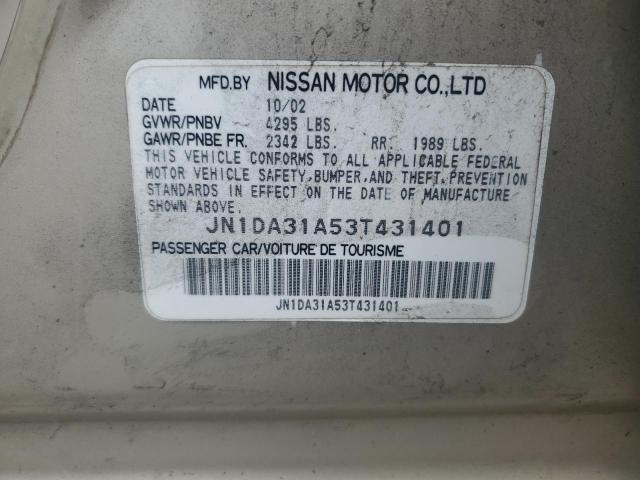 MFD.BY NISSAN MOTOR CO.,LTD
DATE 10/02
GVWR/PNBV 4295 LBS.
GAWR/PNBE FR. 2342 LBS. RR. 1989 LBS.
THIS VEHICLE CONFORMS TO ALL APPLICABLE FEDERAL
MOTOR VEHICLE SAFETY, BUMPER, AND THEFT PREVENTION
STANDARDS IN EFFECT ON THE DATE OF MANUFACTURE
SHOWN ABOVE.
JN1DA31A53T431401
PASSENGER CAR/VOITURE DE TOURISME
JN1DA31A53T431401